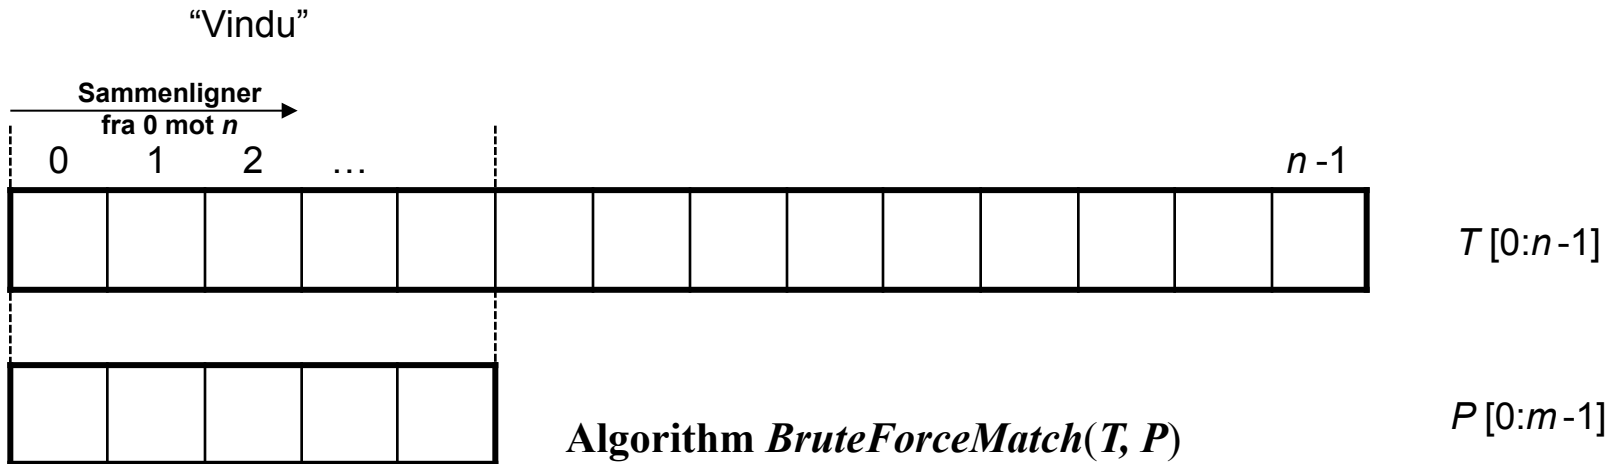 “Vindu”
Sammenligner
fra 0 mot n
0 1 2 … n -1
T [0:n -1]
P [0:m -1]
Algorithm BruteForceMatch(T, P)